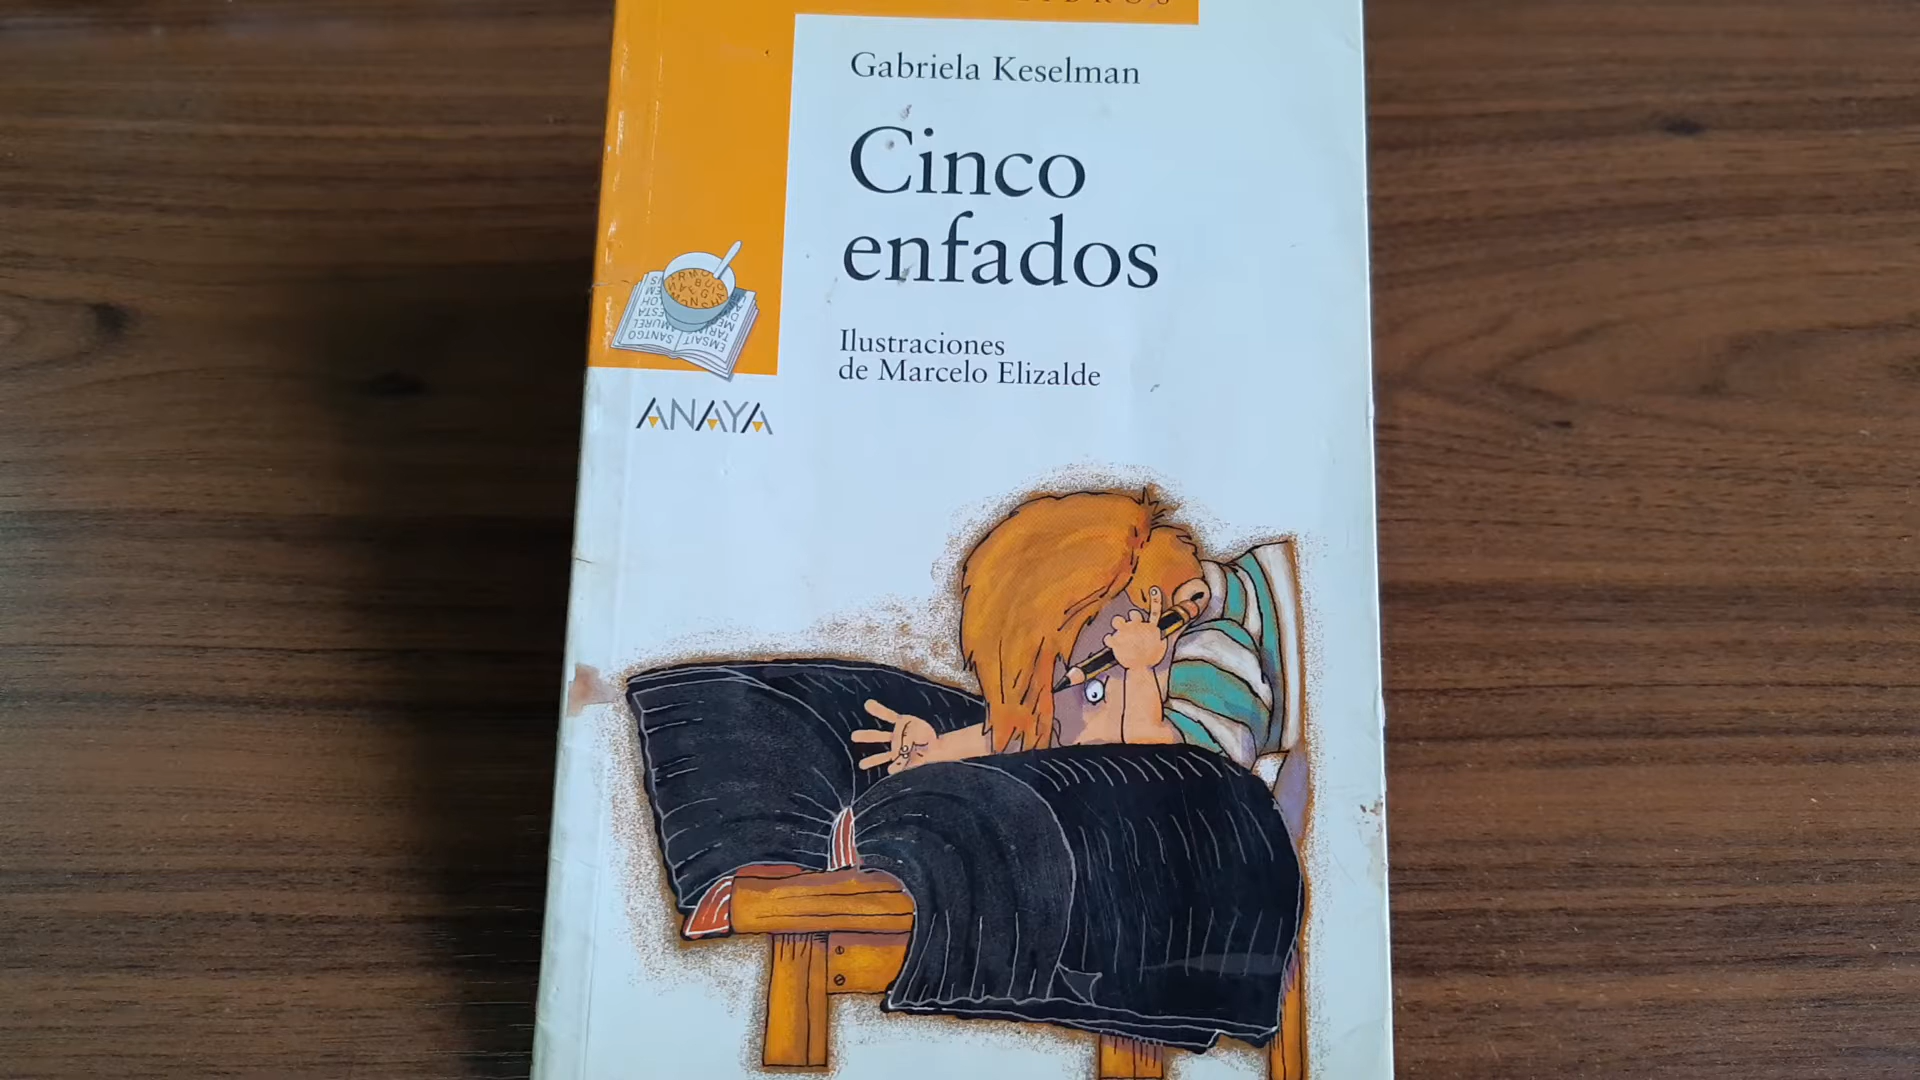 Gabriela Keselman
Cinco
enfados
Ilustraciones
de Marcelo Elizalde
ANAYA